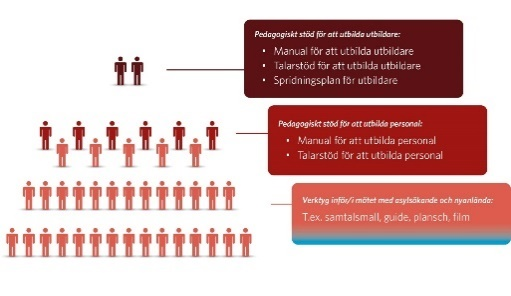 Pedagogiskt stöd för att utbilda utbildare:
• Manual för att utbilda utbildare
• Talarstöd för att utbilda utbildare
• Spridningsplan för utbildare
Pedagogiskt stöd för att utbilda personal:
• Manual för att utbilda personal
• Talarstöd för att utbilda personal
Verktyg inför/i mötet med asylsökande och nyanlända:
T.ex. samtalsmall, guide, plansch, film